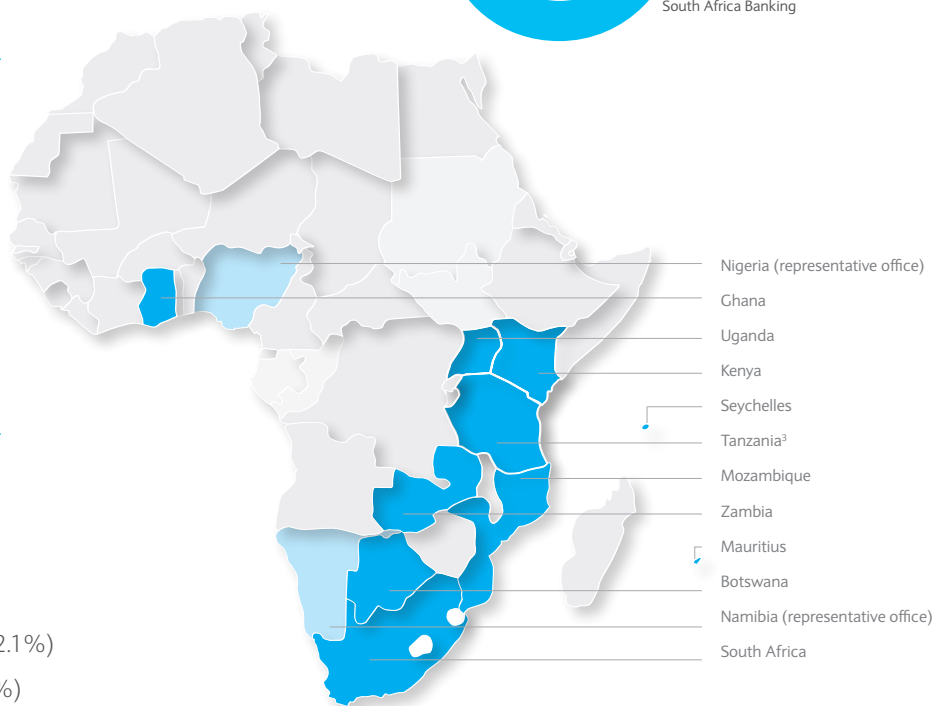 South Africa Banking
Nigeria (representative office)
Ghana
Uganda
Kenya
Seychelles
Tanzania³
Mozambique
Zambia
Mauritius
Botswana
Namibia (representative office)
South Africa
2.1%)
%)